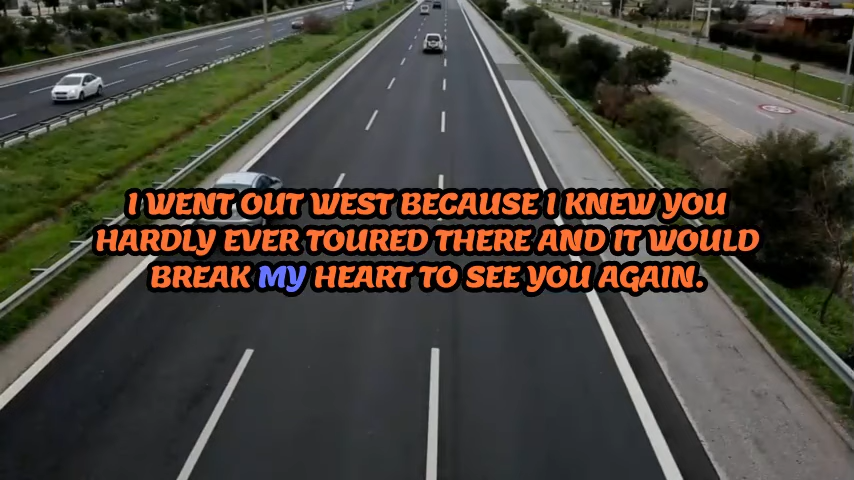 I WENT OUT WEST BECAUSE I KNEW YOU
HARDLY EVER TOURED THERE AND IT WOULD
BREAK MY HEART TO SEE YOU AGAIN.